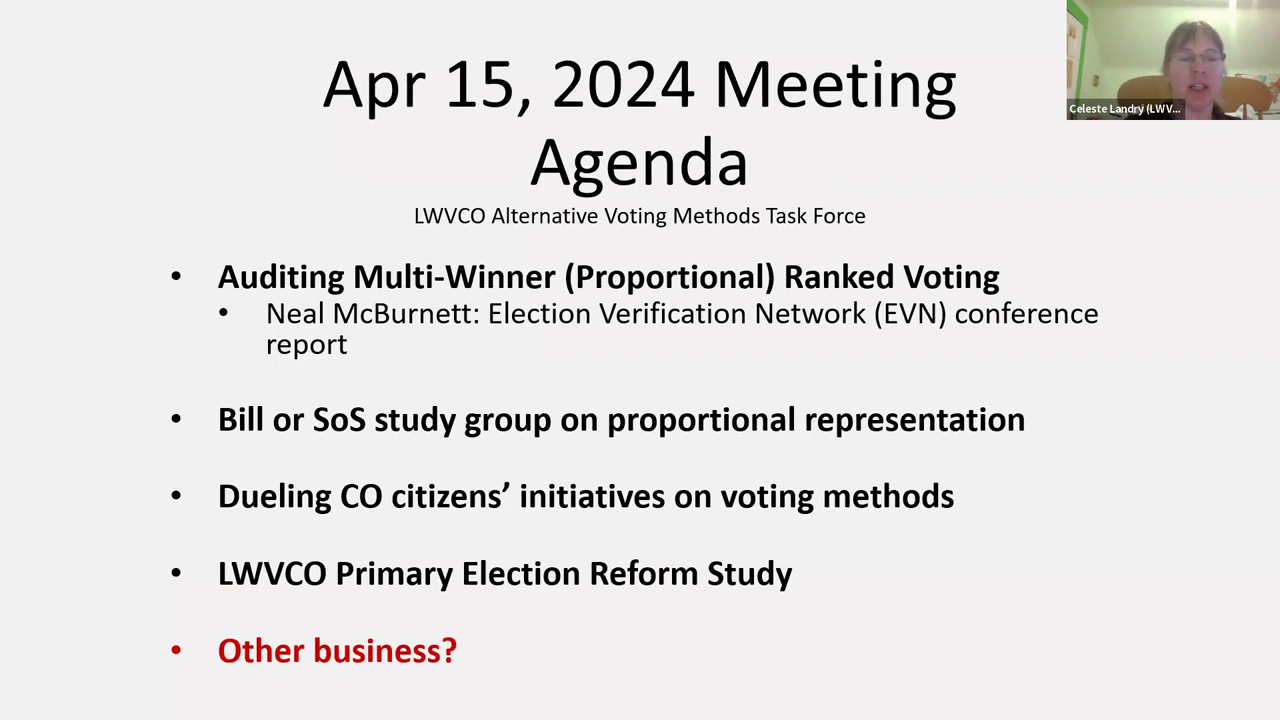 Apr 15, 2024 Meeting
Agenda
LWVCO Alternative Voting Methods Task Force
• Auditing Multi-Winner (Proportional) Ranked Voting
• Neal McBurnett: Election Verification Network (EVN) conference
report
• Bill or SoS study group on proportional representation
• Dueling CO citizens’ initiatives on voting methods
• LWVCO Primary Election Reform Study
• Other business?
Celeste Landry (LWV...